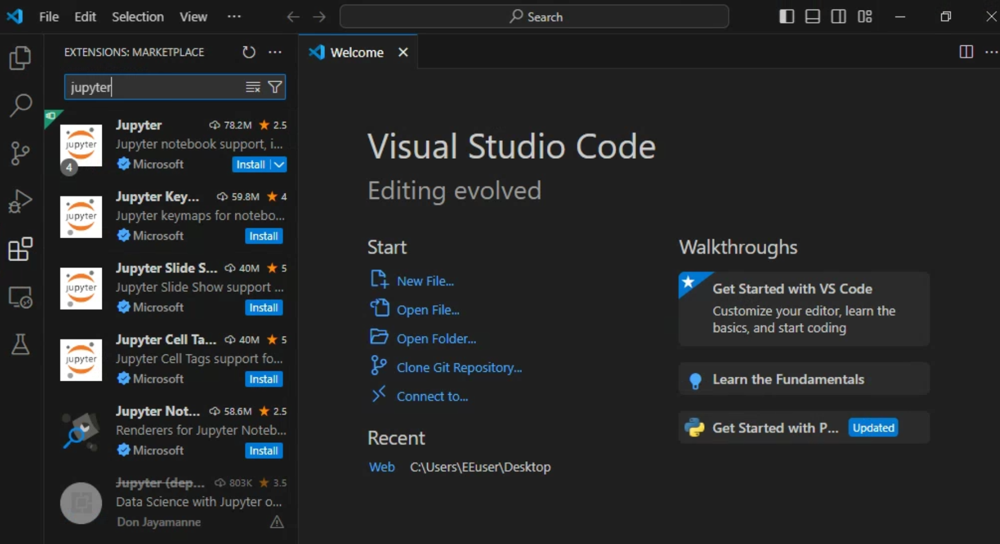 File Edit Selection View ··· Search
EXTENSIONS: MARKETPLACE ···
Welcome
jupyter
Jupyter 78.2M 2.5
Jupyter notebook support, i...
Microsoft Install
4
Jupyter Key... 59.8M 4
Jupyter keymaps for notebo...
Microsoft Install
Jupyter Slide S... 40M 5
Jupyter Slide Show support ...
Microsoft Install
Jupyter Cell Ta... 40M 5
Jupyter Cell Tags support fo...
Microsoft Install
Jupyter Not... 58.6M 2.5
Renderers for Jupyter Noteb...
Microsoft Install
Jupyter (dep... 803K 3.5
Data Science with Jupyter o...
Don Jayamanne
jupyter
jupyter
jupyter
jupyter
Visual Studio Code
Editing evolved
Start
New File...
Open File...
Open Folder...
Clone Git Repository...
Connect to...
Recent
Web C:\Users\EEuser\Desktop
Walkthroughs
Get Started with VS Code
Customize your editor, learn the
basics, and start coding
Learn the Fundamentals
Get Started with P... Updated